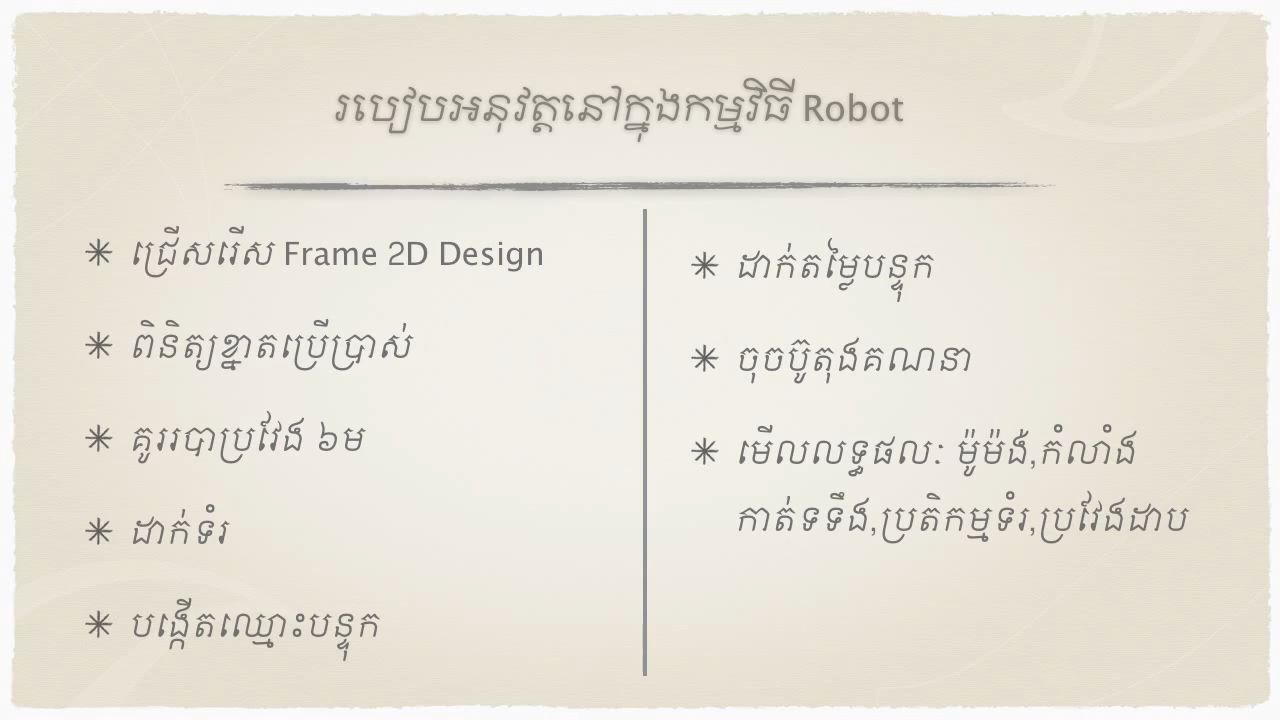 របៀបអនុវត្តនៅក្នុងកម្មវិធី Robot
ជ្រើសរើស Frame 2D Design
ពិនិត្យខ្នាតប្រើប្រាស់
គូររបាប្រវែង ៦ម
ដាក់ទំរ
បង្កើតឈ្មោះបន្ទុក
ដាក់តម្លៃបន្ទុក
ចុចប៊ូតុងគណនា
មើលលទ្ធផលៈ ម៉ូម៉ង់,កំលាំង
កាត់ទទឹង,ប្រតិកម្មទំរ,ប្រវែងដាប